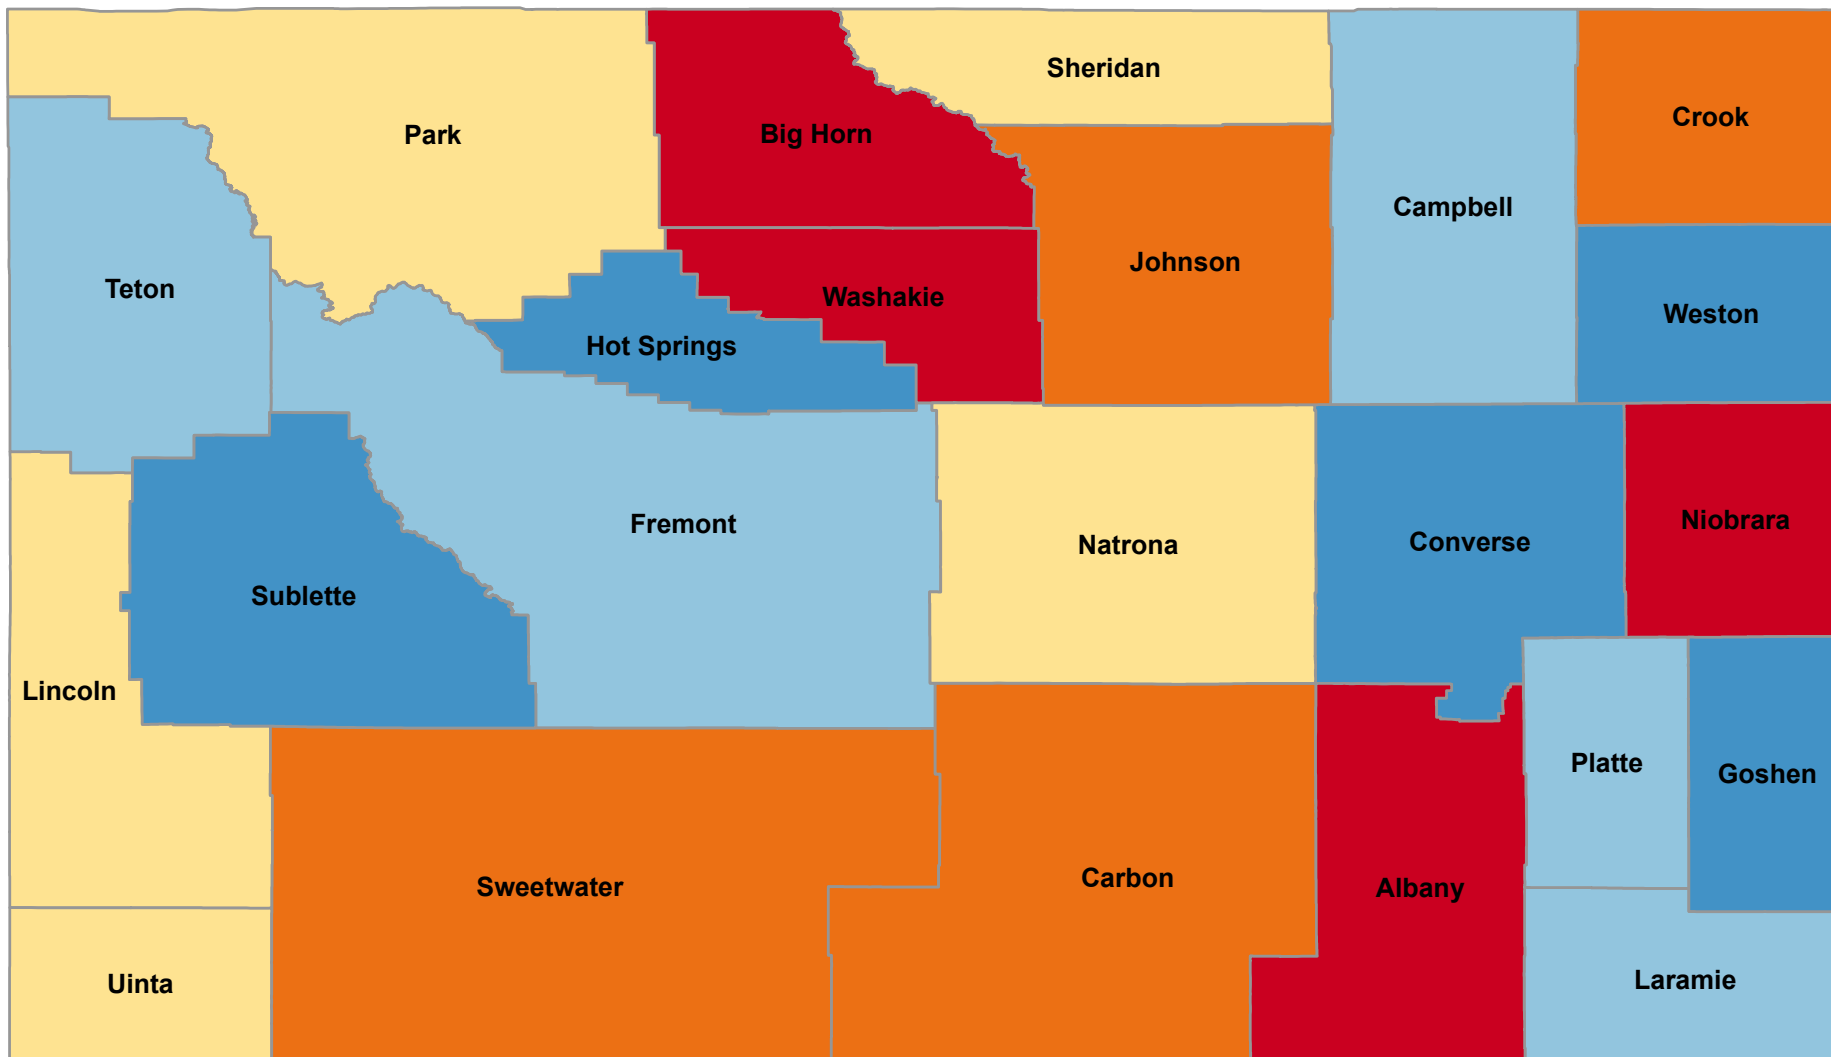 Sheridan
Crook
Park
Big Horn
Campbell
Johnson
Teton
Washakie
Weston
Hot Springs
Niobrara
Fremont
Converse
Natrona
Sublette
Lincoln
Platte
Goshen
Carbon
Sweetwater
Albany
Laramie
Uinta